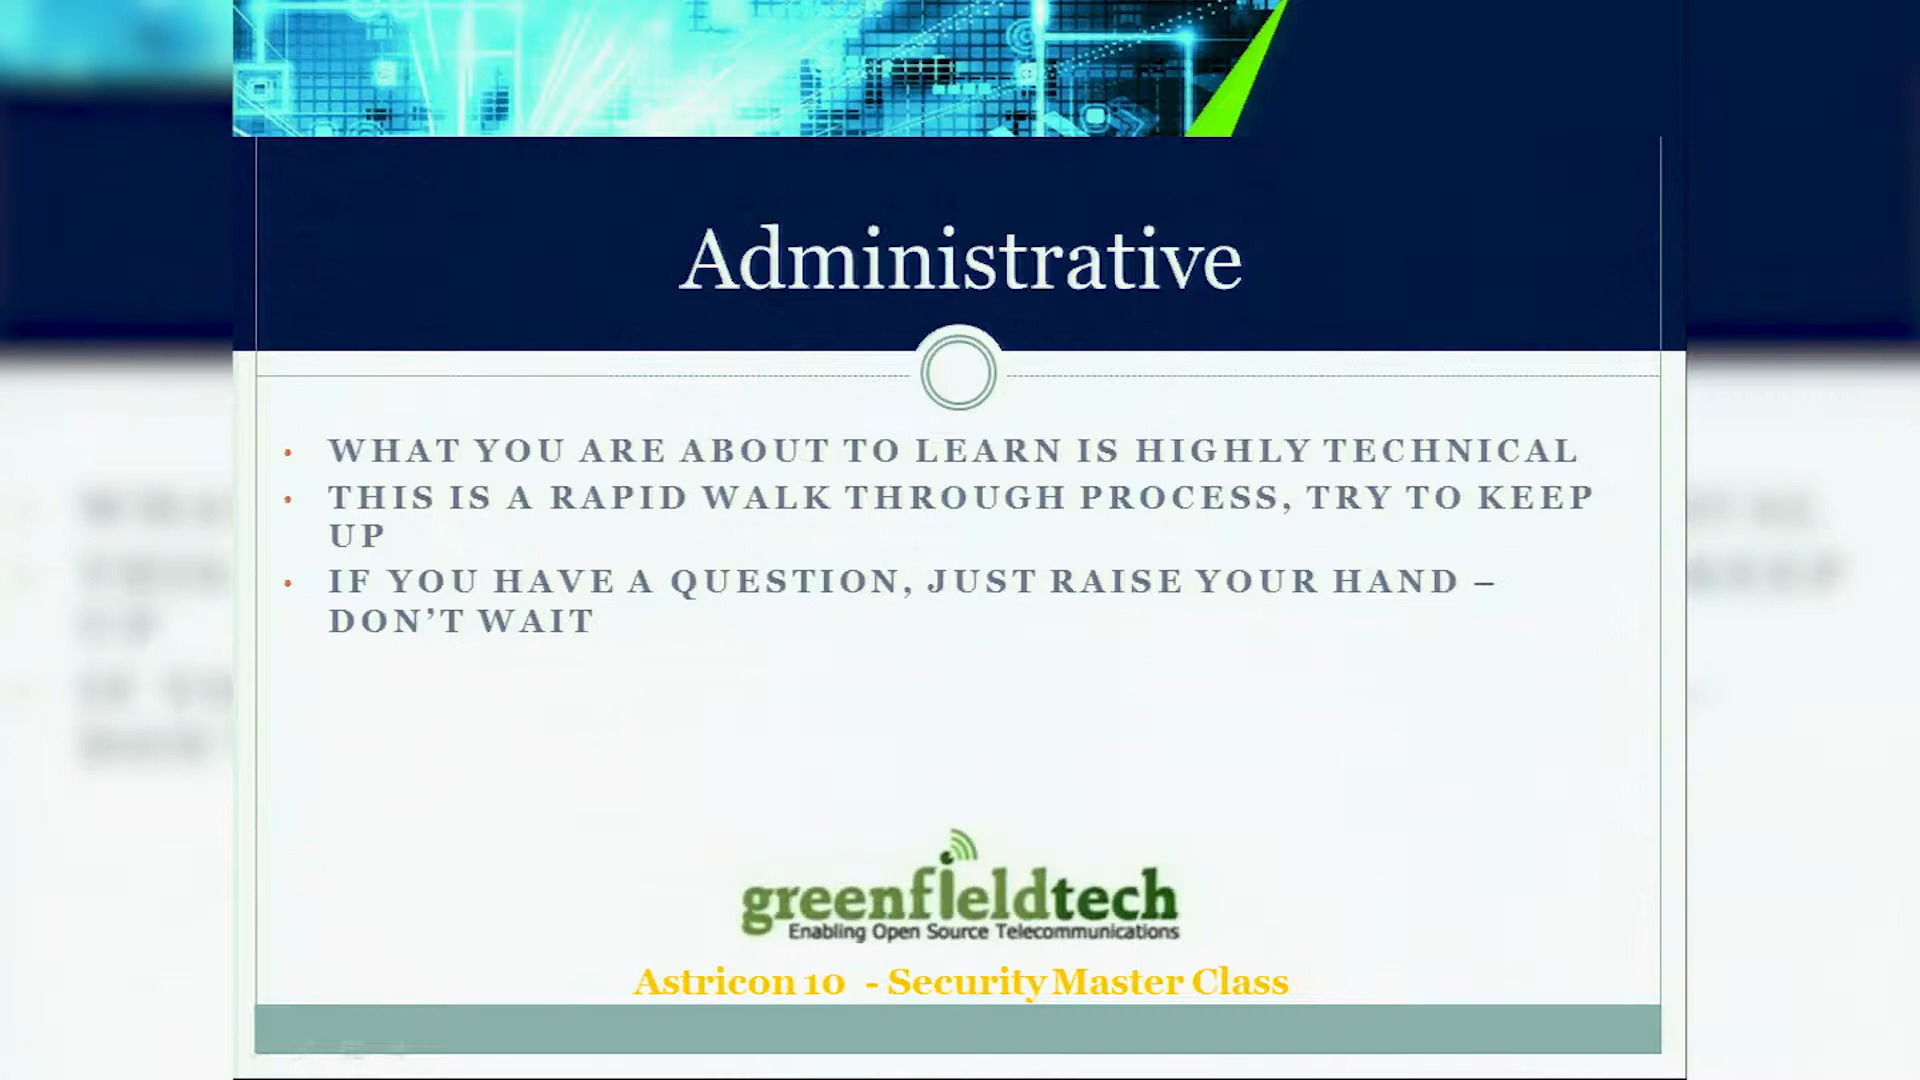 Administrative
• WHAT YOU ARE ABOUT TO LEARN IS HIGHLY TECHNICAL
• THIS IS A RAPID WALK THROUGH PROCESS, TRY TO KEEP
UP
• IF YOU HAVE A QUESTION, JUST RAISE YOUR HAND –
DON’T WAIT
greenfieldtech
Enabling Open Source Telecommunications
Astricon 10 - Security Master Class